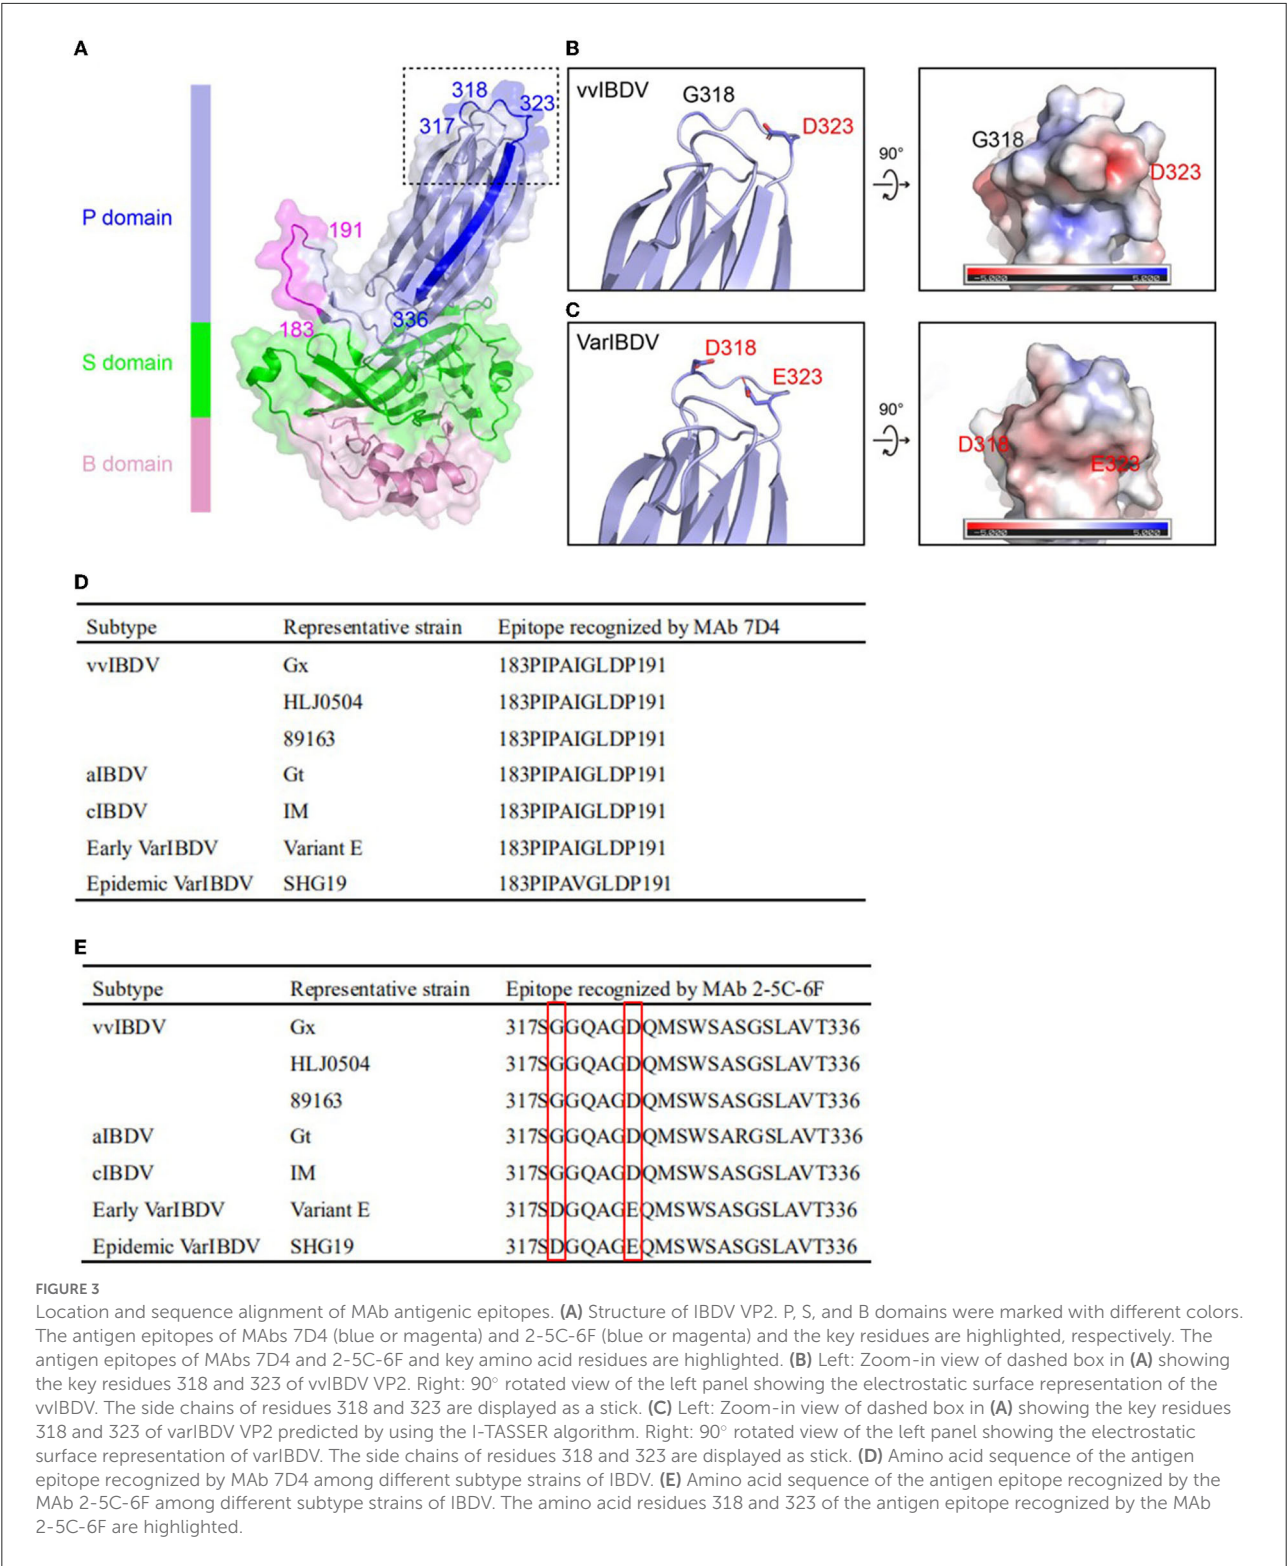 A
P domain
S domain
B domain
318
323
317
191
183
336
B
vvIBDV
G318
D323
90°
G318
D323
-5.000
5.000
C
VarIBDV
D318
E323
90°
D318
E323
-5.000
5.000
D
Subtype Representative strain Epitope recognized by MAb 7D4
vvIBDV Gx 183PIPAIGLDP191
HLJ0504 183PIPAIGLDP191
89163 183PIPAIGLDP191
aIBDV Gt 183PIPAIGLDP191
cIBDV IM 183PIPAIGLDP191
Early VarIBDV Variant E 183PIPAIGLDP191
Epidemic VarIBDV SHG19 183PIPAVGLDP191
E
Subtype Representative strain Epitope recognized by MAb 2-5C-6F
vvIBDV Gx 317SGGQAGDQMSWSASGSLAVT336
HLJ0504 317SGGQAGDQMSWSASGSLAVT336
89163 317SGGQAGDQMSWSASGSLAVT336
aIBDV Gt 317SGGQAGDQMSWSARGSLAVT336
cIBDV IM 317SGGQAGDQMSWSASGSLAVT336
Early VarIBDV Variant E 317SDGQAGEQMSWSASGSLAVT336
Epidemic VarIBDV SHG19 317SDGQAGEQMSWSASGSLAVT336
FIGURE 3
Location and sequence alignment of MAb antigenic epitopes. (A) Structure of IBDV VP2. P, S, and B domains were marked with different colors.
The antigen epitopes of MAbs 7D4 (blue or magenta) and 2-5C-6F (blue or magenta) and the key residues are highlighted, respectively. The
antigen epitopes of MAbs 7D4 and 2-5C-6F and key amino acid residues are highlighted. (B) Left: Zoom-in view of dashed box in (A) showing
the key residues 318 and 323 of vvIBDV VP2. Right: 90° rotated view of the left panel showing the electrostatic surface representation of the
vvIBDV. The side chains of residues 318 and 323 are displayed as a stick. (C) Left: Zoom-in view of dashed box in (A) showing the key residues
318 and 323 of varIBDV VP2 predicted by using the I-TASSER algorithm. Right: 90° rotated view of the left panel showing the electrostatic
surface representation of varIBDV. The side chains of residues 318 and 323 are displayed as stick. (D) Amino acid sequence of the antigen
epitope recognized by MAb 7D4 among different subtype strains of IBDV. (E) Amino acid sequence of the antigen epitope recognized by the
MAb 2-5C-6F among different subtype strains of IBDV. The amino acid residues 318 and 323 of the antigen epitope recognized by the MAb
2-5C-6F are highlighted.